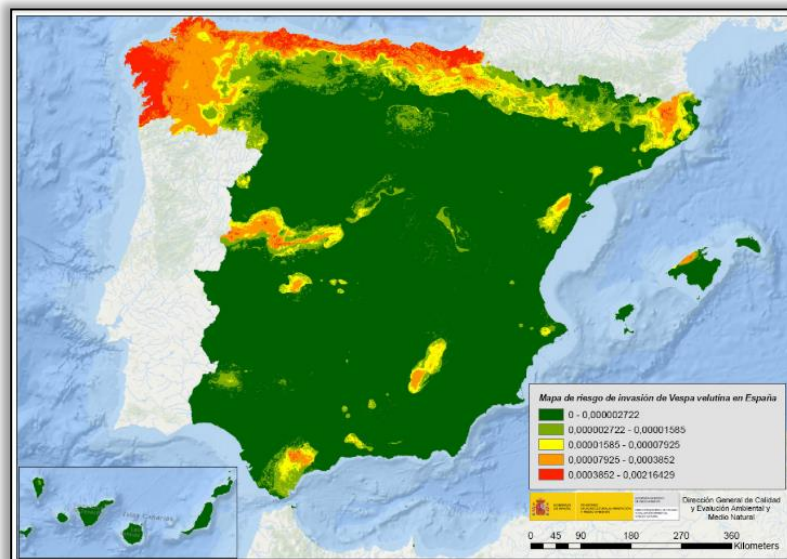 Mapa de riesgo de invasión de Vespa velutina en España
0 - 0,000002722
0,000002722 - 0,00001585
0,00001585 - 0,00007925
0,00007925 - 0,0003852
0,0003852 - 0,00216429
Dirección General de Calidad
y Evalución Ambiental y
Medio Natural
0 45 90 180 270 360
Kilometers